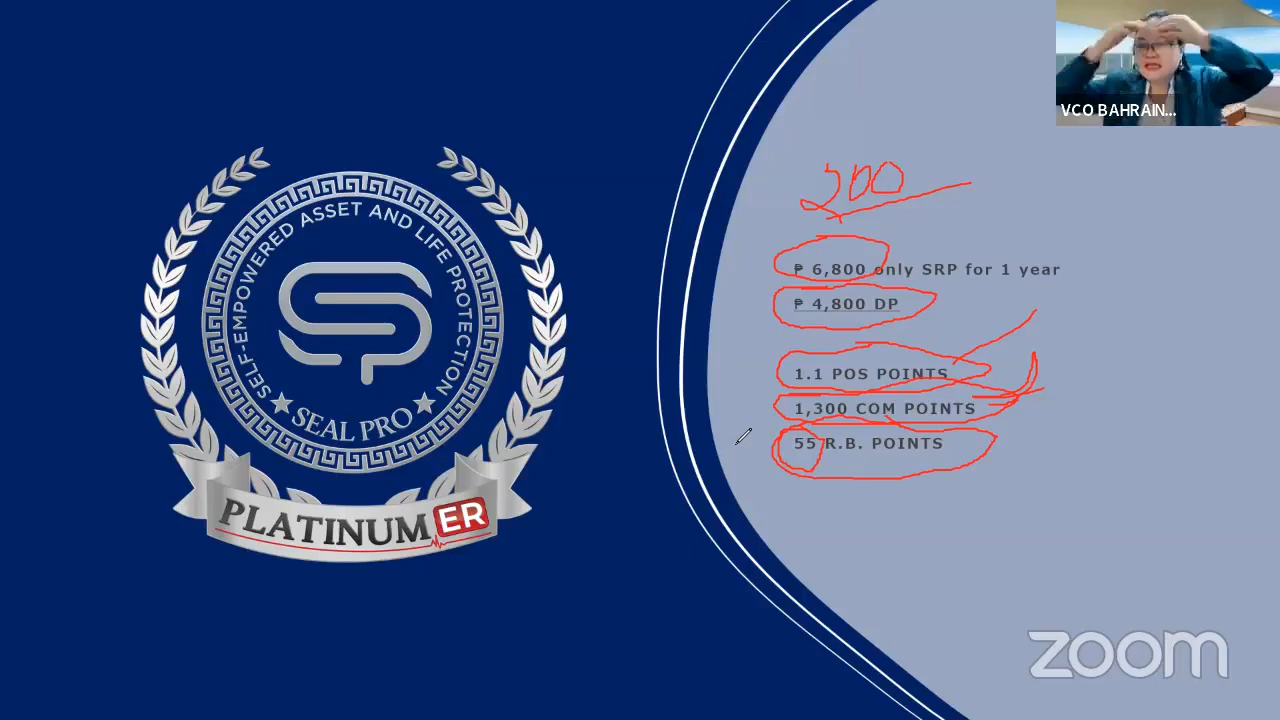 VCO BAHRAIN...
200
₱ 6,800 only SRP for 1 year
₱ 4,800 DP
1.1 POS POINTS
1,300 COM POINTS
55 R.B. POINTS
SELF-EMPOWERED ASSET AND LIFE PROTECTION
SP
SEAL PRO
PLATINUM ER
zoom